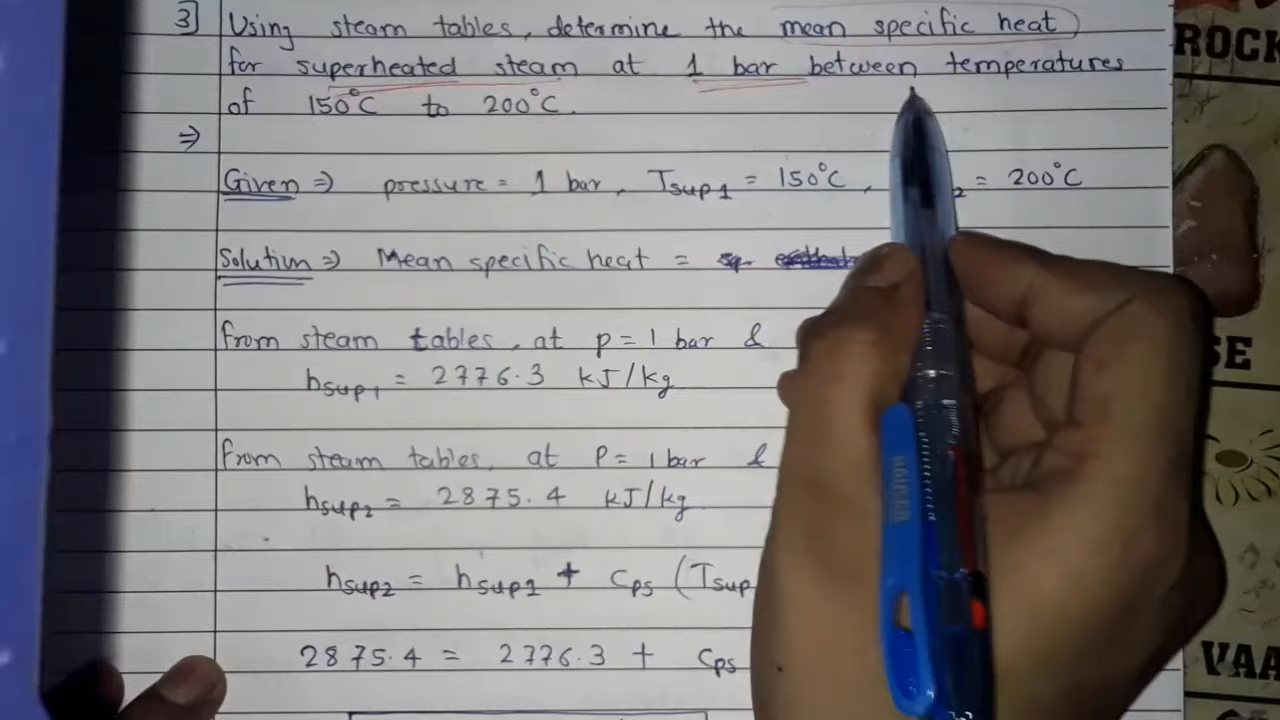 3] Using steam tables, determine the mean specific heat
for superheated steam at 1 bar between temperatures
of 150°C to 200°C.
⇒
Given ⇒ pressure = 1 bar, Tsup1 = 150°C, 2 = 200°C
Solution ⇒ Mean specific heat =
from steam tables, at p = 1 bar &
hsup1 = 2776.3 kJ/kg
from steam tables, at P = 1 bar &
hsup2 = 2875.4 kJ/kg
hsup2 = hsup1 + Cps (Tsup
2875.4 = 2776.3 + Cps
ROCK
SE
VAA
HAUSER